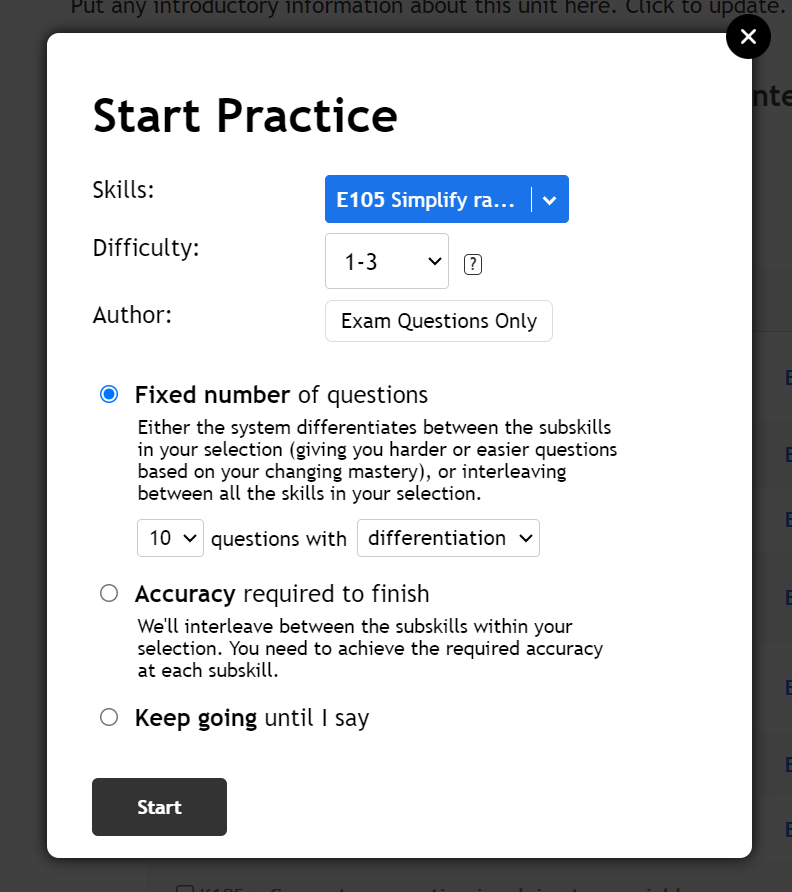 Put any introductory information about this unit here. Click to update.
Start Practice
Skills:
E105 Simplify ra...
Difficulty:
1-3
?
Author:
Exam Questions Only
Fixed number of questions
Either the system differentiates between the subskills
in your selection (giving you harder or easier questions
based on your changing mastery), or interleaving
between all the skills in your selection.
10 questions with differentiation
Accuracy required to finish
We'll interleave between the subskills within your
selection. You need to achieve the required accuracy
at each subskill.
Keep going until I say
Start